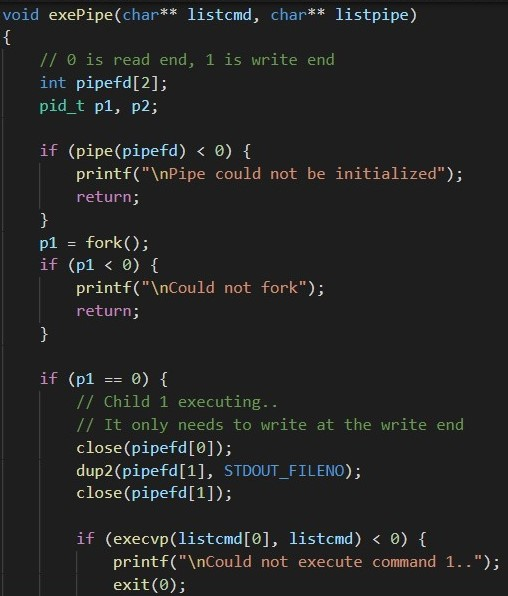 void exePipe(char** listcmd, char** listpipe)
{
    // 0 is read end, 1 is write end
    int pipefd[2];
    pid_t p1, p2;

    if (pipe(pipefd) < 0) {
        printf("\nPipe could not be initialized");
        return;
    }
    p1 = fork();
    if (p1 < 0) {
        printf("\nCould not fork");
        return;
    }

    if (p1 == 0) {
        // Child 1 executing..
        // It only needs to write at the write end
        close(pipefd[0]);
        dup2(pipefd[1], STDOUT_FILENO);
        close(pipefd[1]);

        if (execvp(listcmd[0], listcmd) < 0) {
            printf("\nCould not execute command 1..");
            exit(0);